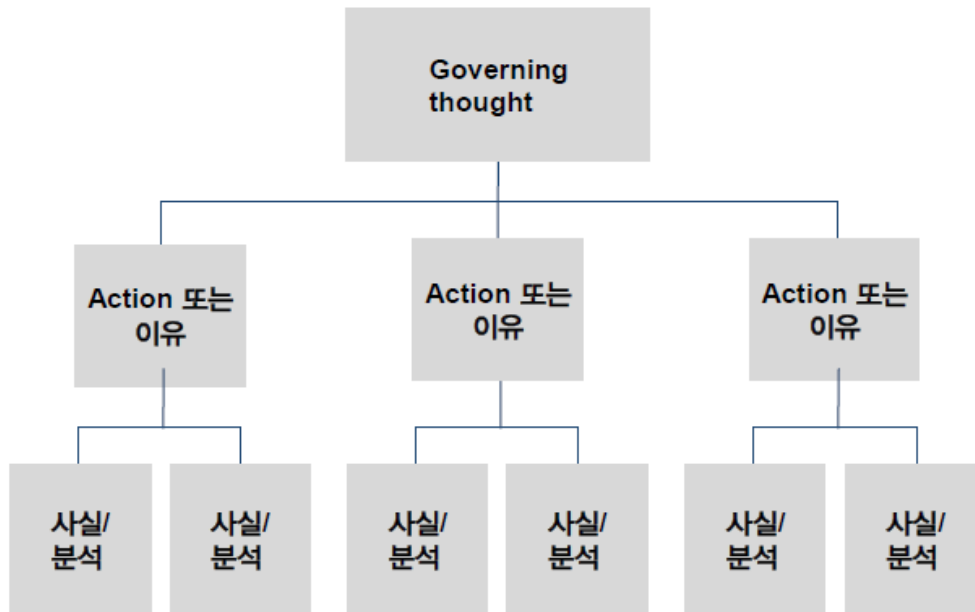 Governing
thought
Action 또는
이유
Action 또는
이유
Action 또는
이유
사실/
분석
사실/
분석
사실/
분석
사실/
분석
사실/
분석
사실/
분석